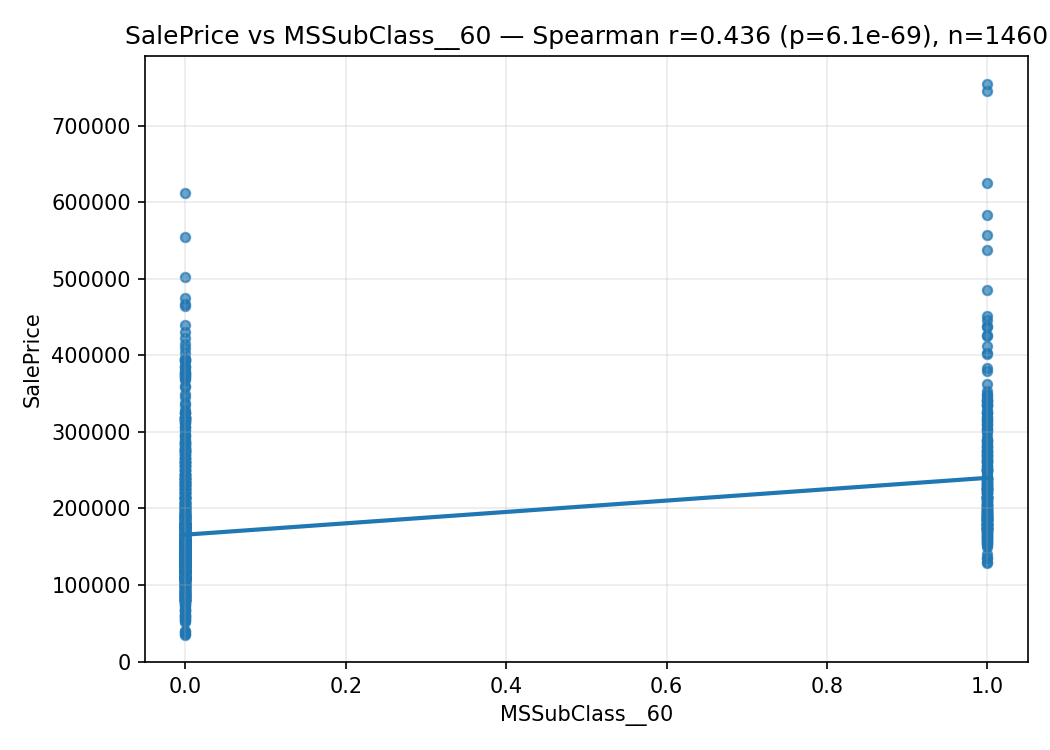 SalePrice vs MSSubClass__60 — Spearman r=0.436 (p=6.1e-69), n=1460
SalePrice
700000
600000
500000
400000
300000
200000
100000
0
0.0 0.2 0.4 0.6 0.8 1.0
MSSubClass__60